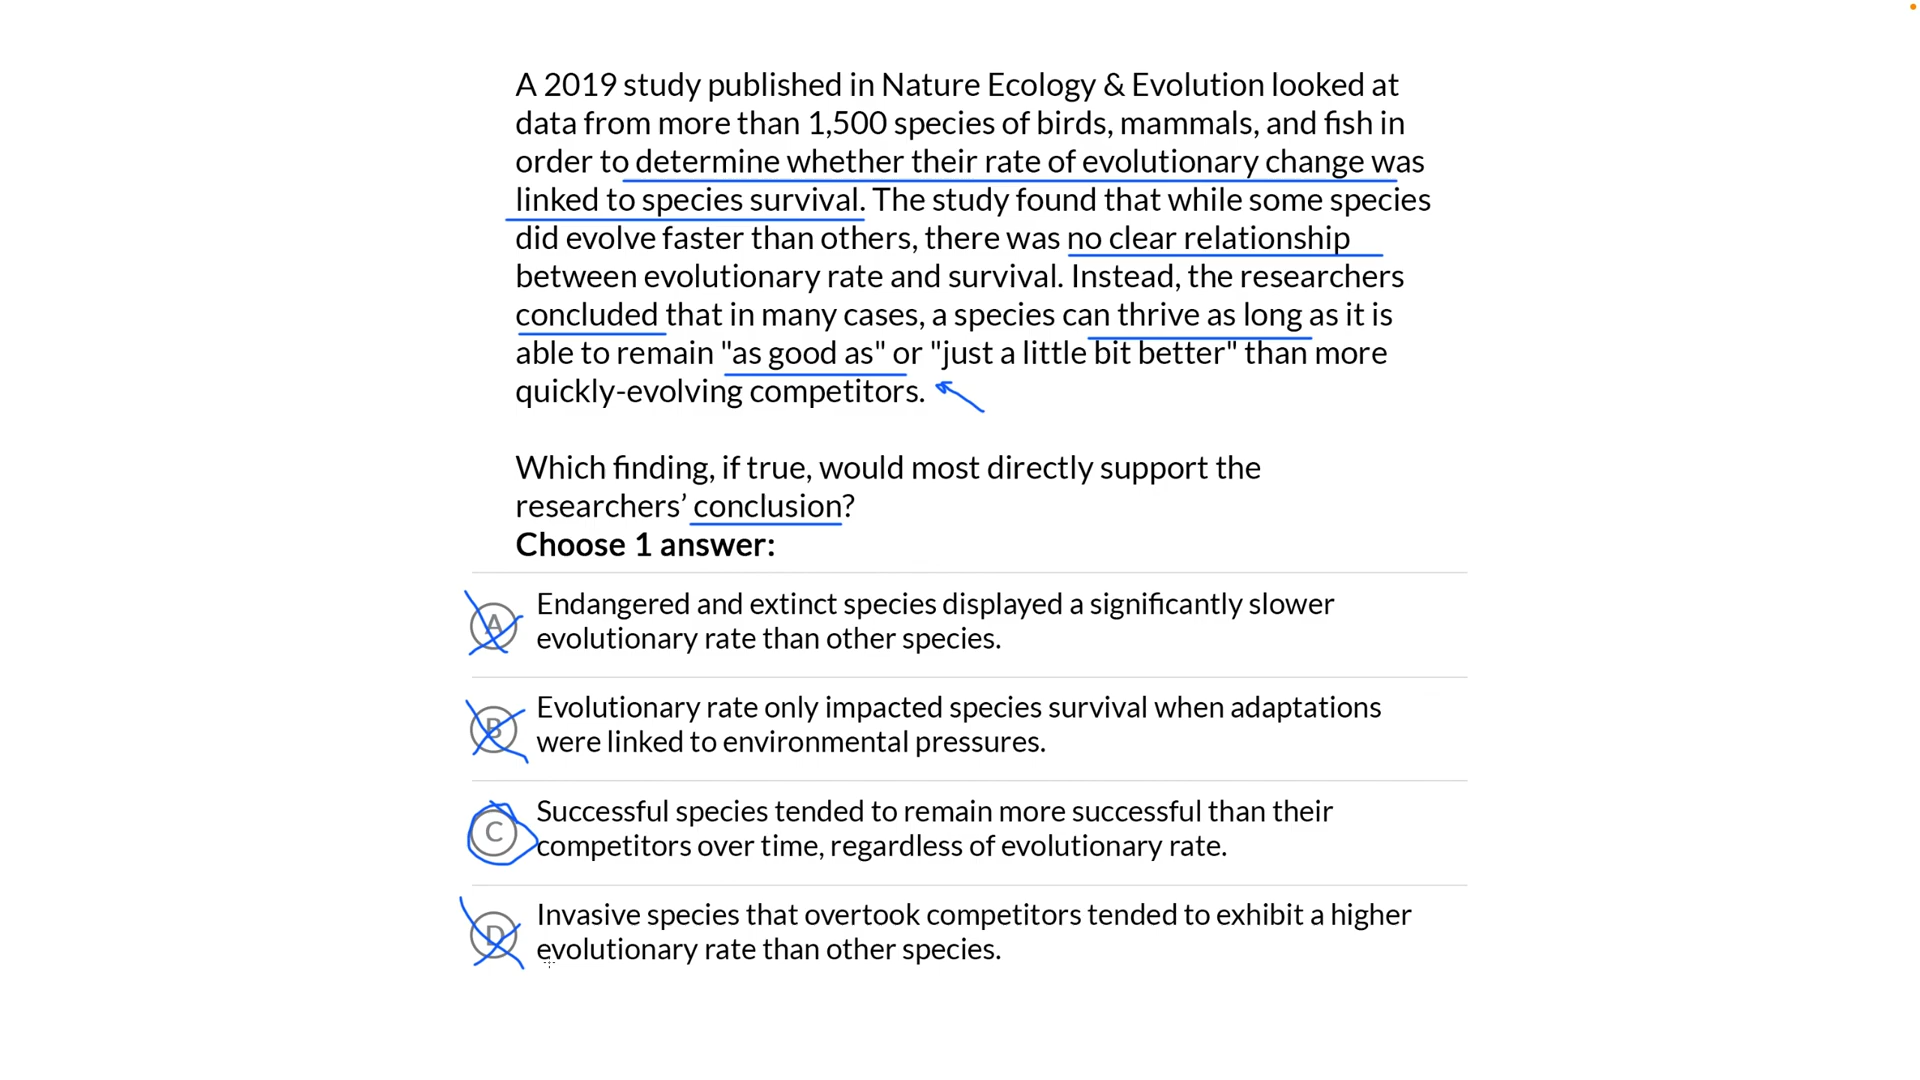 A 2019 study published in Nature Ecology & Evolution looked at
data from more than 1,500 species of birds, mammals, and fish in
order to determine whether their rate of evolutionary change was
linked to species survival. The study found that while some species
did evolve faster than others, there was no clear relationship
between evolutionary rate and survival. Instead, the researchers
concluded that in many cases, a species can thrive as long as it is
able to remain "as good as" or "just a little bit better" than more
quickly-evolving competitors.
Which finding, if true, would most directly support the
researchers’ conclusion?
Choose 1 answer:
A Endangered and extinct species displayed a significantly slower
evolutionary rate than other species.
B Evolutionary rate only impacted species survival when adaptations
were linked to environmental pressures.
C Successful species tended to remain more successful than their
competitors over time, regardless of evolutionary rate.
D Invasive species that overtook competitors tended to exhibit a higher
evolutionary rate than other species.